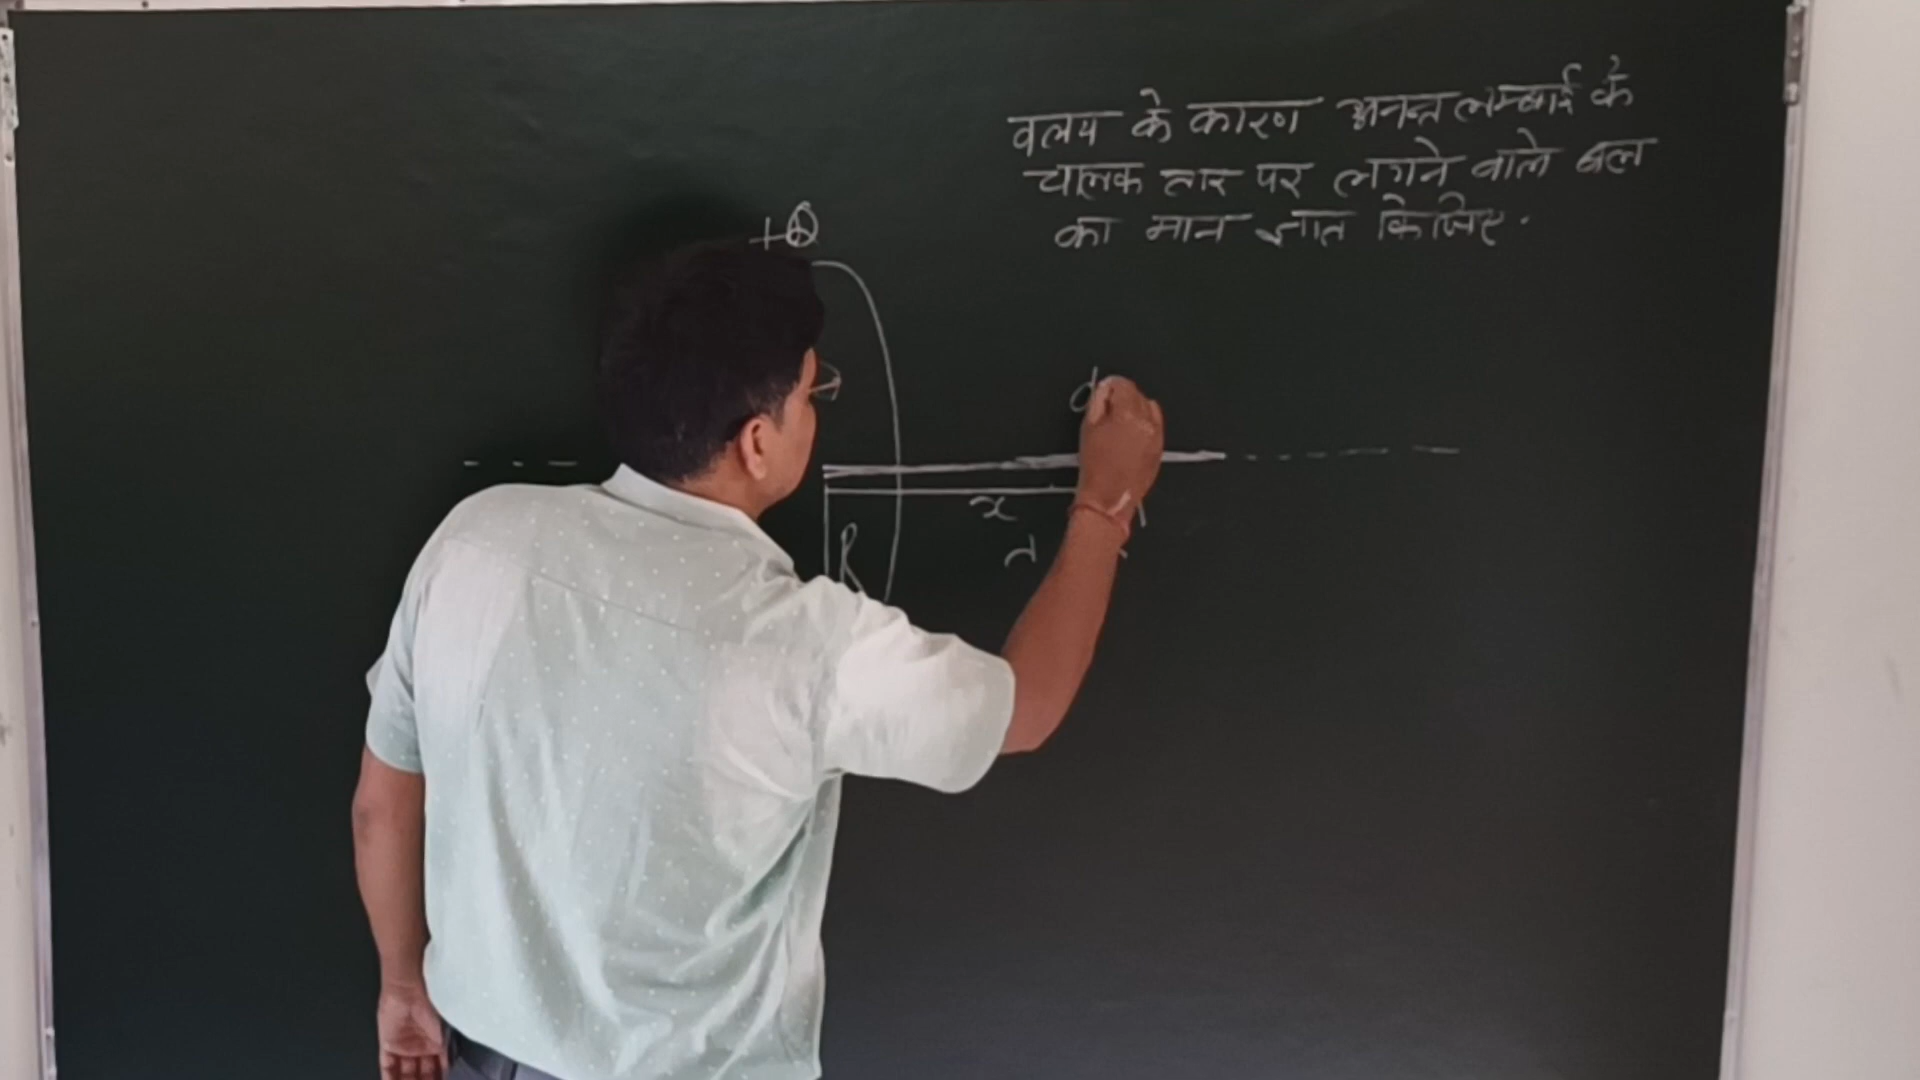 वलय के कारण अनन्त लम्बाई के
चालक तार पर लगने वाले बल
का मान ज्ञात किजिए.
+Q
d
x
R